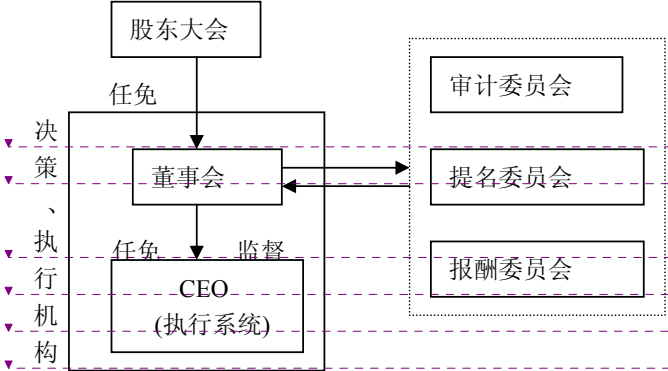 股东大会
任免
审计委员会
决策、执行机构
董事会
提名委员会
任免 监督
报酬委员会
CEO
(执行系统)